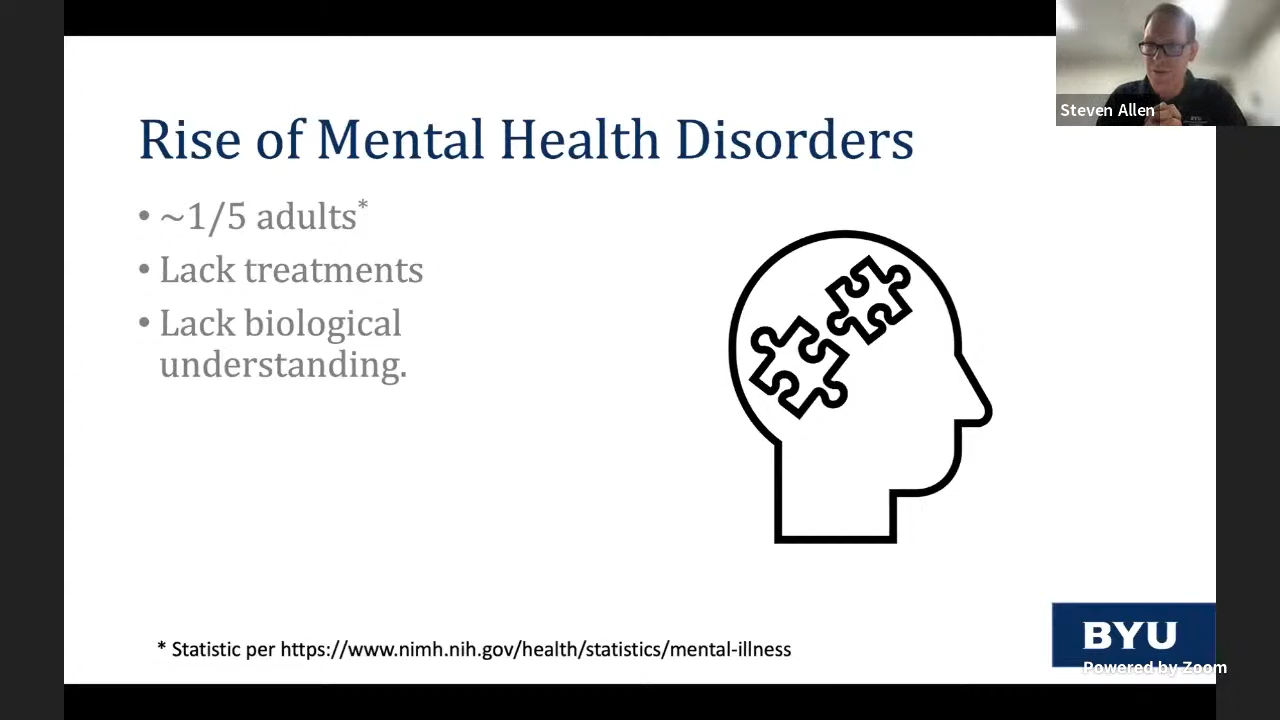 Steven Allen
Rise of Mental Health Disorders
• ~1/5 adults*
• Lack treatments
• Lack biological
understanding.
* Statistic per https://www.nimh.nih.gov/health/statistics/mental-illness
BYU
Powered by Zoom